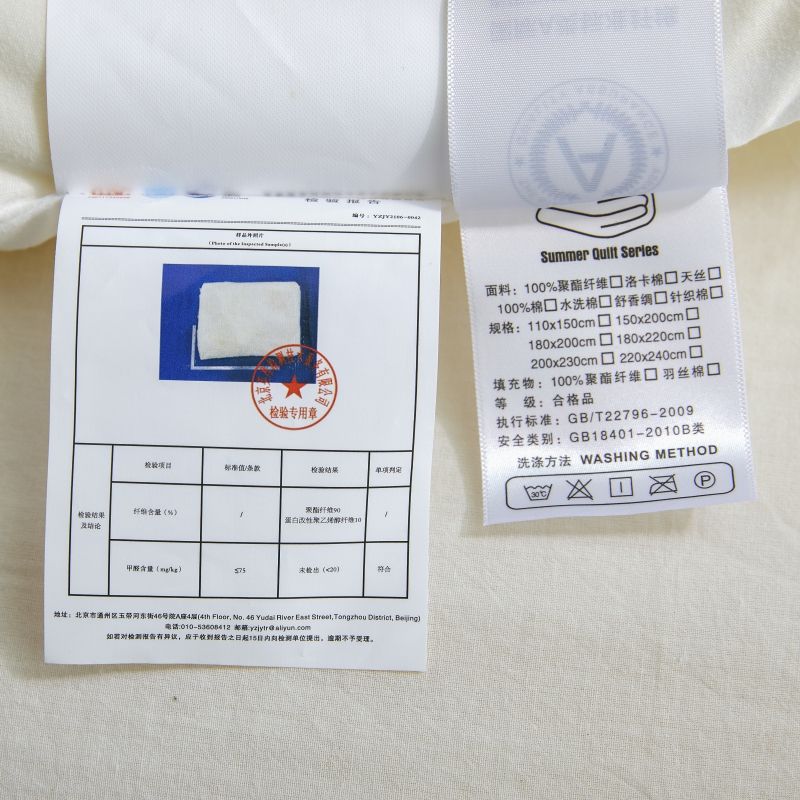 编号：YZJY2106-0042
样品外照片
(Photo of the Inspected Sample(s))
检验专用章
检验项目 标准值/条款 检验结果 单项判定
检验结果及结论
纤维含量（%） / 聚酯纤维90 蛋白改性聚乙烯醇纤维10 /
甲醛含量（mg/kg） ≤75 未检出（<20） 符合
地址：北京市通州区玉带河东街46号院A座4层(4th Floor, No. 46 Yudai River East Street,Tongzhou District, Beijing)
电话:010-53608412 邮箱:yzjytr@aliyun.com
如若对检测报告有异议，应于收到报告之日起15日内向检测单位提出，逾期不予受理。
Summer Quilt Series
面料：100%聚酯纤维□ 洛卡棉□ 天丝□
100%棉□ 水洗棉□ 舒香绸□ 针织棉□
规格：110x150cm□ 150x200cm□
180x200cm□ 180x220cm□
200x230cm□ 220x240cm□
填充物：100%聚酯纤维□ 羽丝棉□
等 级：合格品
执行标准：GB/T22796-2009
安全类别：GB18401-2010B类
洗涤方法 WASHING METHOD
30℃
P